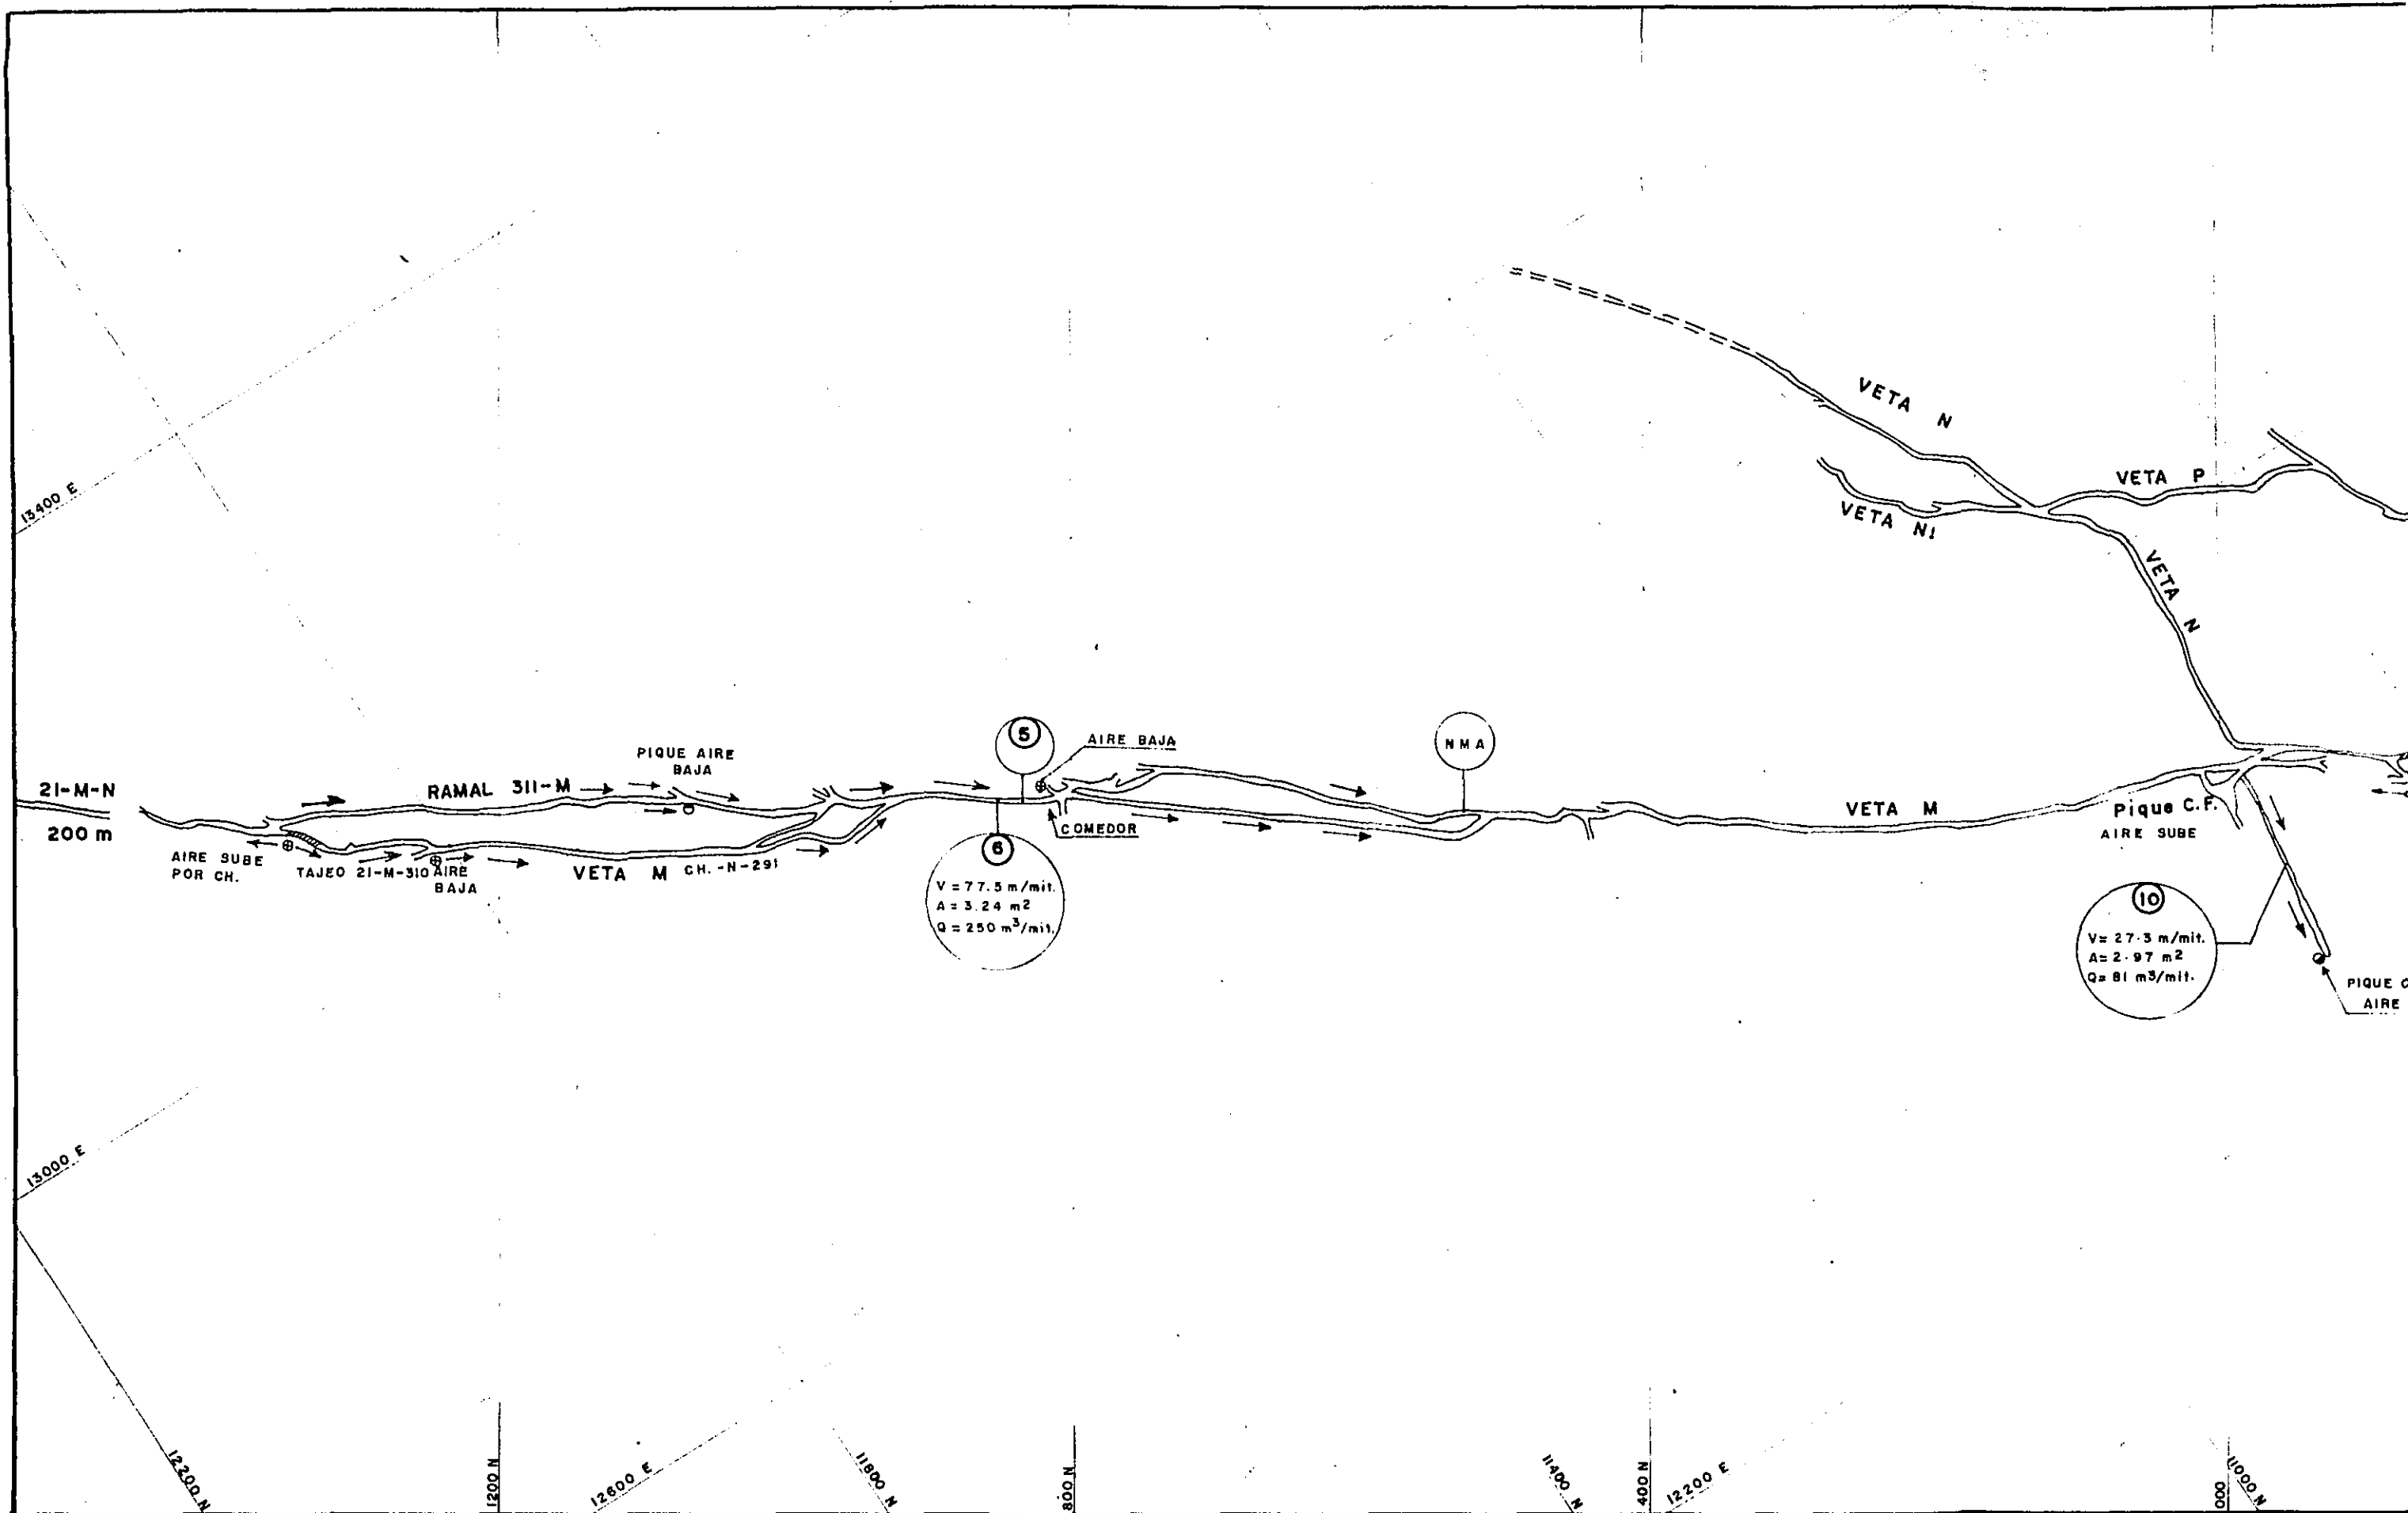 VETA N
VETA P
VETA N1
VETA N
13400 E
21-M-N
200 m
RAMAL 311-M
PIQUE AIRE
BAJA
5
AIRE BAJA
COMEDOR
NMA
AIRE SUBE
POR CH.
TAJEO 21-M-310
AIRE
BAJA
VETA M
CH.-N-291
6
V = 77.5 m/mit.
A = 3.24 m2
Q = 250 m3/mit.
VETA M
Pique C.F.
AIRE SUBE
10
V= 27.3 m/mit.
A= 2.97 m2
Q= 81 m3/mit.
PIQUE C
AIRE
13000 E
12200 N
1200 N
12600 E
11800 N
800 N
11400 N
400 N
12200 E
000
11000 N